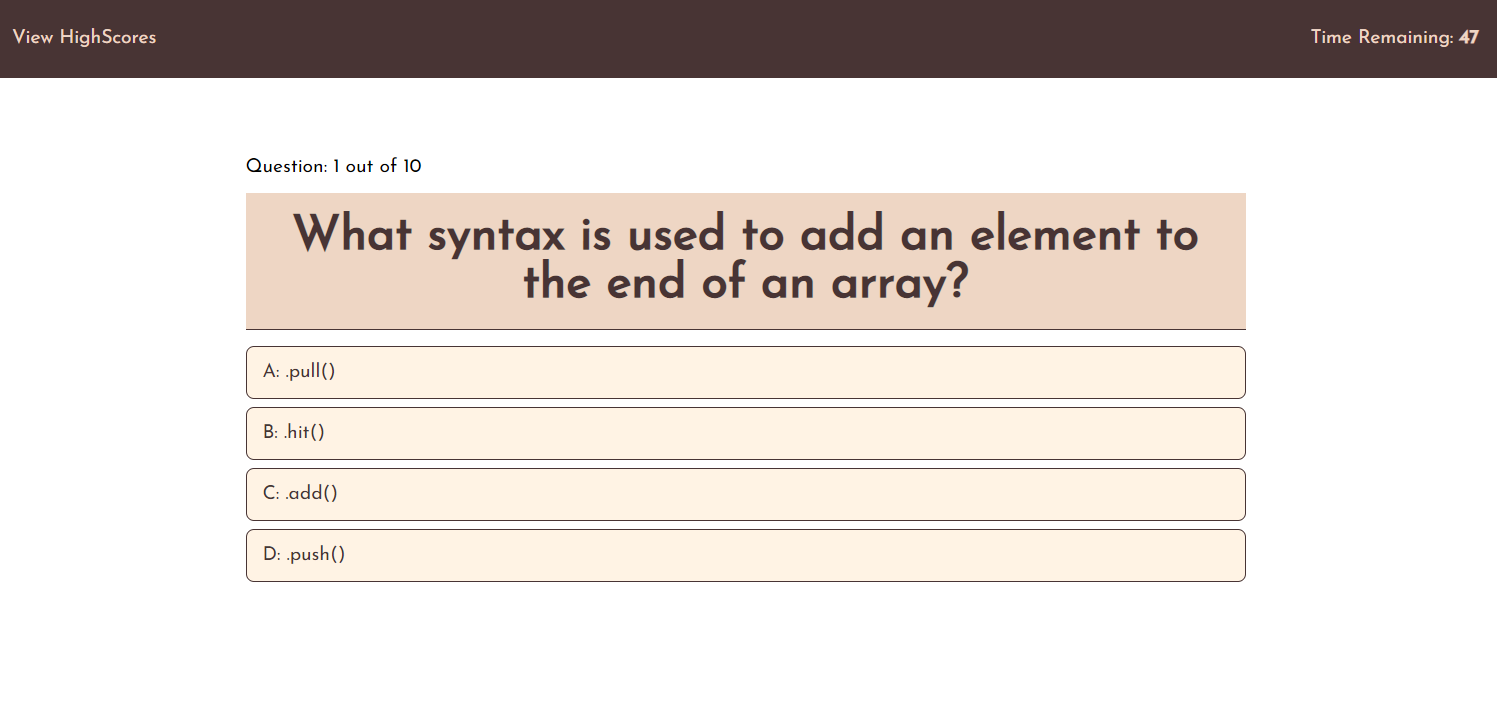 View HighScores
Time Remaining: 47
Question: 1 out of 10
What syntax is used to add an element to
the end of an array?
A: .pull()
B: .hit()
C: .add()
D: .push()